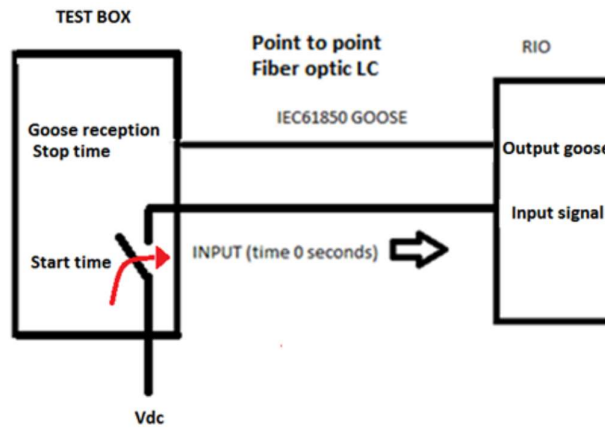 TEST BOX
Point to point
Fiber optic LC
RIO
IEC61850 GOOSE
Goose reception
Stop time
Output goose
Input signal
Start time
INPUT (time 0 seconds)
Vdc